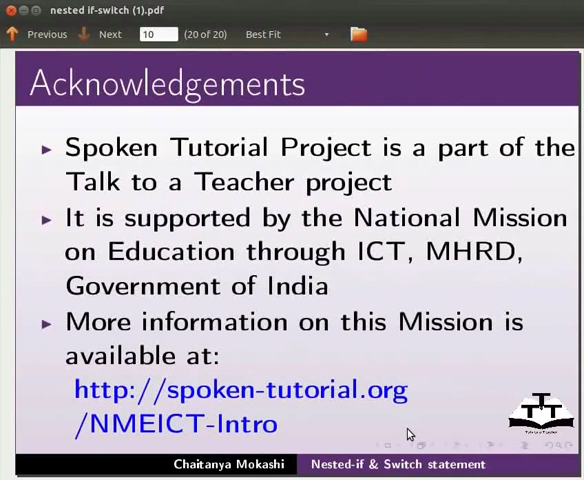 nested if-switch (1).pdf
Previous Next 10 (20 of 20) Best Fit
Acknowledgements
Spoken Tutorial Project is a part of the
Talk to a Teacher project
It is supported by the National Mission
on Education through ICT, MHRD,
Government of India
More information on this Mission is
available at:
http://spoken-tutorial.org
/NMEICT-Intro
Chaitanya Mokashi Nested-if & Switch statement